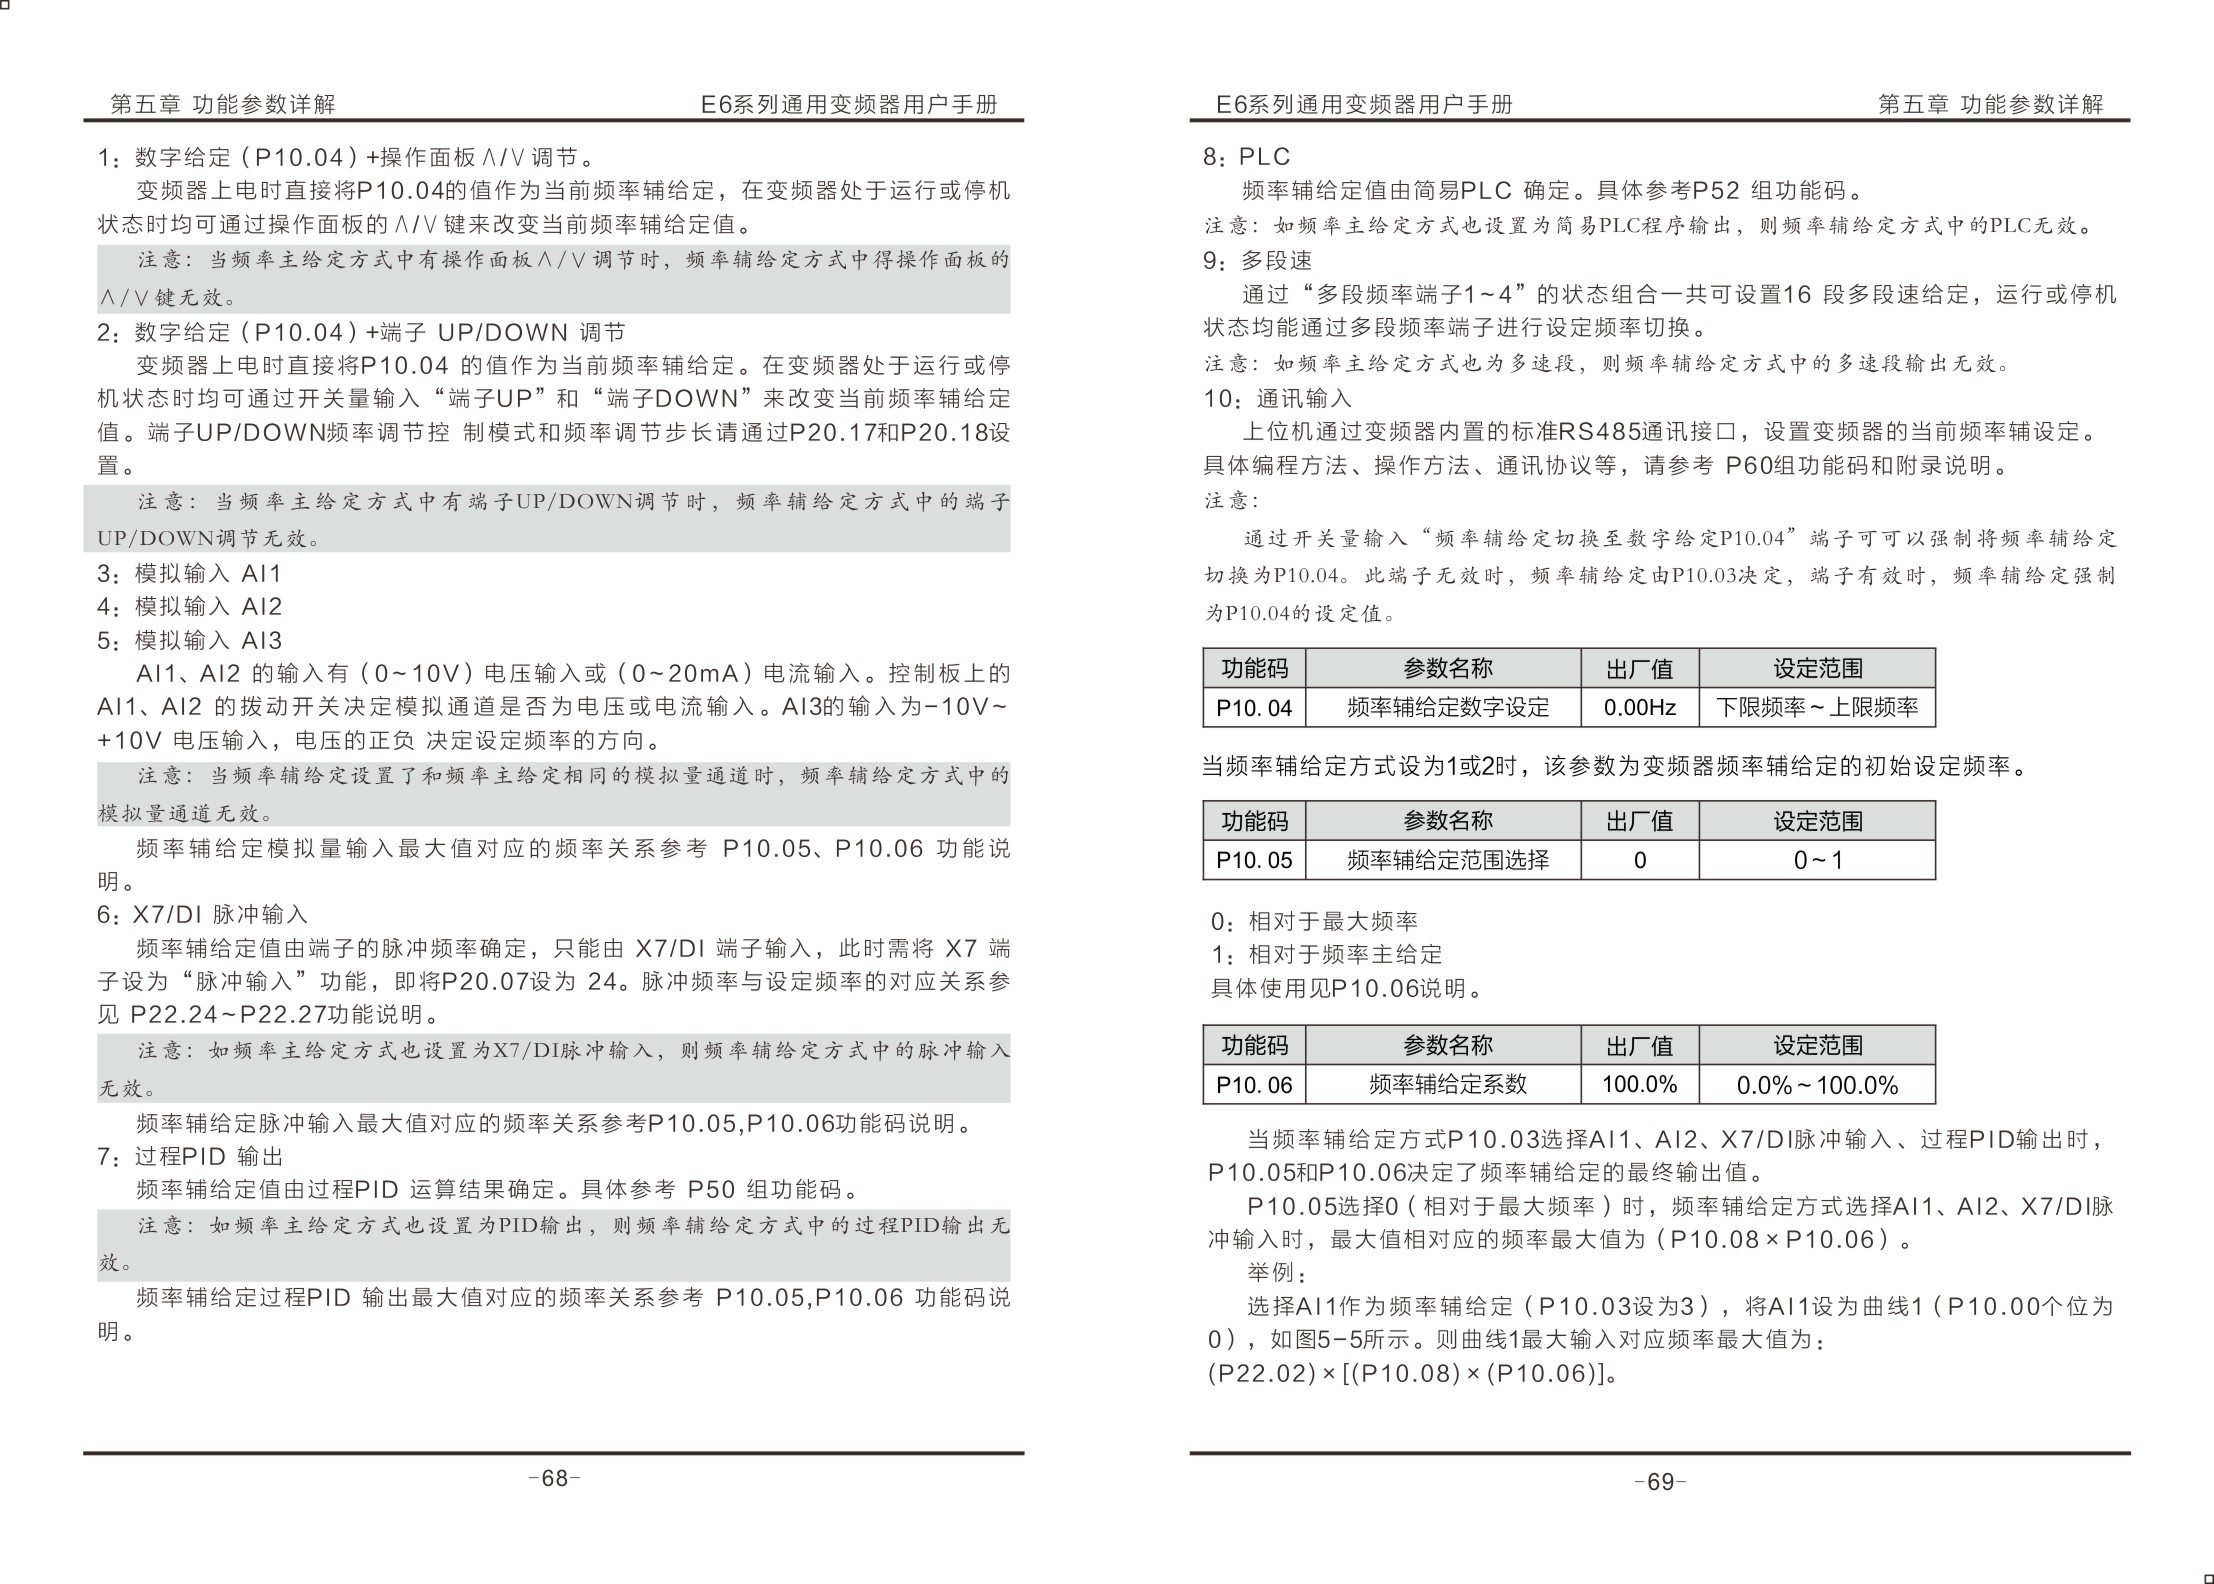 第五章 功能参数详解
E6系列通用变频器用户手册
1：数字给定（P10.04）+操作面板∧/∨调节。
变频器上电时直接将P10.04的值作为当前频率辅给定，在变频器处于运行或停机
状态时均可通过操作面板的∧/∨键来改变当前频率辅给定值。
注意：当频率主给定方式中有操作面板∧/∨调节时，频率辅给定方式中得操作面板的
∧/∨键无效。
2：数字给定（P10.04）+端子 UP/DOWN 调节
变频器上电时直接将P10.04 的值作为当前频率辅给定。在变频器处于运行或停
机状态时均可通过开关量输入“端子UP”和“端子DOWN”来改变当前频率辅给定
值。端子UP/DOWN频率调节控 制模式和频率调节步长请通过P20.17和P20.18设
置。
注意：当频率主给定方式中有端子UP/DOWN调节时，频率辅给定方式中的端子
UP/DOWN调节无效。
3：模拟输入 AI1
4：模拟输入 AI2
5：模拟输入 AI3
AI1、AI2 的输入有（0~10V）电压输入或（0~20mA）电流输入。控制板上的
AI1、AI2 的拨动开关决定模拟通道是否为电压或电流输入。AI3的输入为-10V~
+10V 电压输入，电压的正负 决定设定频率的方向。
注意：当频率辅给定设置了和频率主给定相同的模拟量通道时，频率辅给定方式中的
模拟量通道无效。
频率辅给定模拟量输入最大值对应的频率关系参考 P10.05、P10.06 功能说
明。
6：X7/DI 脉冲输入
频率辅给定值由端子的脉冲频率确定，只能由 X7/DI 端子输入，此时需将 X7 端
子设为“脉冲输入”功能，即将P20.07设为 24。脉冲频率与设定频率的对应关系参
见 P22.24~P22.27功能说明。
注意：如频率主给定方式也设置为X7/DI脉冲输入，则频率辅给定方式中的脉冲输入
无效。
频率辅给定脉冲输入最大值对应的频率关系参考P10.05,P10.06功能码说明。
7：过程PID 输出
频率辅给定值由过程PID 运算结果确定。具体参考 P50 组功能码。
注意：如频率主给定方式也设置为PID输出，则频率辅给定方式中的过程PID输出无
效。
频率辅给定过程PID 输出最大值对应的频率关系参考 P10.05,P10.06 功能码说
明。
-68-
E6系列通用变频器用户手册
第五章 功能参数详解
8：PLC
频率辅给定值由简易PLC 确定。具体参考P52 组功能码。
注意：如频率主给定方式也设置为简易PLC程序输出，则频率辅给定方式中的PLC无效。
9：多段速
通过“多段频率端子1~4”的状态组合一共可设置16 段多段速给定，运行或停机
状态均能通过多段频率端子进行设定频率切换。
注意：如频率主给定方式也为多速段，则频率辅给定方式中的多速段输出无效。
10：通讯输入
上位机通过变频器内置的标准RS485通讯接口，设置变频器的当前频率辅设定。
具体编程方法、操作方法、通讯协议等，请参考 P60组功能码和附录说明。
注意：
通过开关量输入“频率辅给定切换至数字给定P10.04”端子可可以强制将频率辅给定
切换为P10.04。此端子无效时，频率辅给定由P10.03决定，端子有效时，频率辅给定强制
为P10.04的设定值。
功能码 参数名称 出厂值 设定范围
P10.04 频率辅给定数字设定 0.00Hz 下限频率~上限频率
当频率辅给定方式设为1或2时，该参数为变频器频率辅给定的初始设定频率。
功能码 参数名称 出厂值 设定范围
P10.05 频率辅给定范围选择 0 0~1
0：相对于最大频率
1：相对于频率主给定
具体使用见P10.06说明。
功能码 参数名称 出厂值 设定范围
P10.06 频率辅给定系数 100.0% 0.0%~100.0%
当频率辅给定方式P10.03选择AI1、AI2、X7/DI脉冲输入、过程PID输出时，
P10.05和P10.06决定了频率辅给定的最终输出值。
P10.05选择0（相对于最大频率）时，频率辅给定方式选择AI1、AI2、X7/DI脉
冲输入时，最大值相对应的频率最大值为（P10.08×P10.06）。
举例：
选择AI1作为频率辅给定（P10.03设为3），将AI1设为曲线1（P10.00个位为
0），如图5-5所示。则曲线1最大输入对应频率最大值为：
(P22.02)×[(P10.08)×(P10.06)]。
-69-